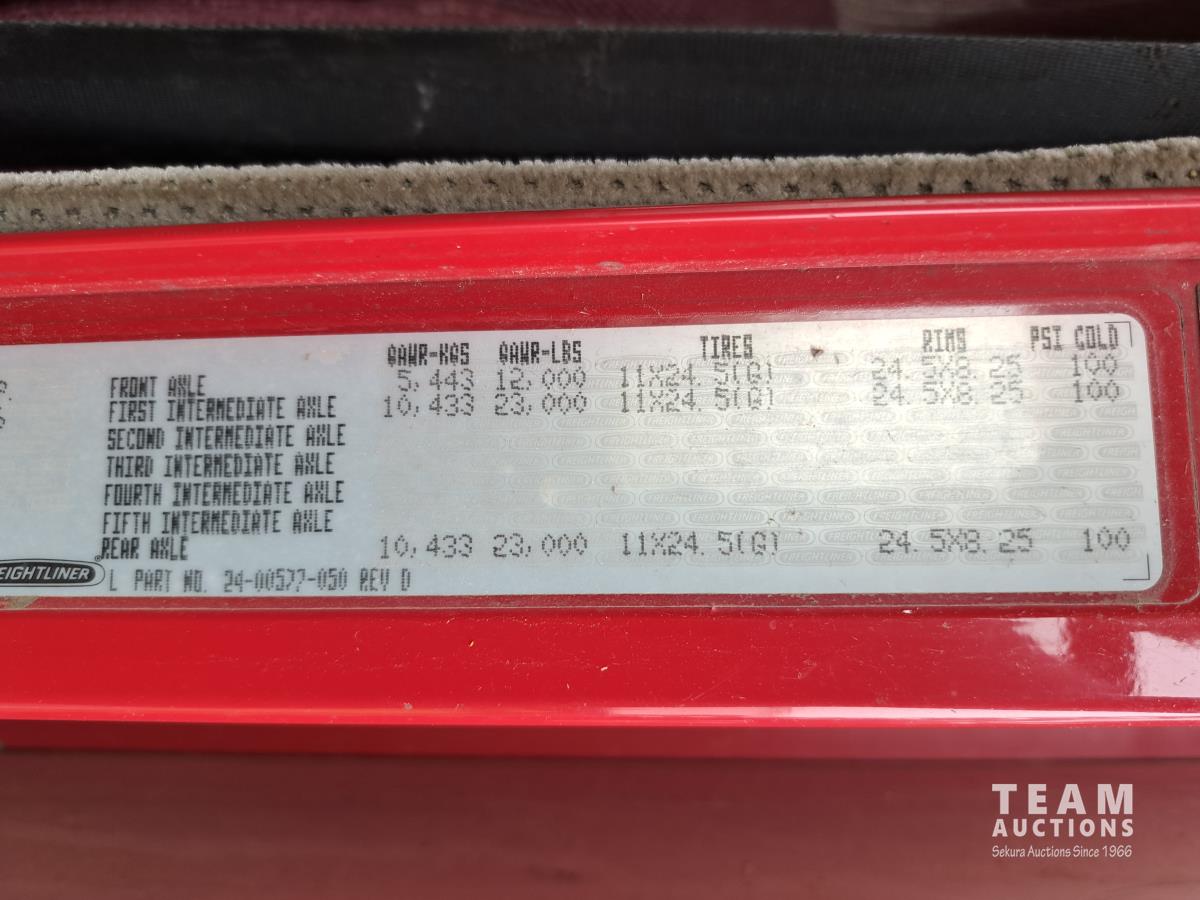 GAWR-KGS GAWR-LBS TIRES RIMS PSI COLD
FRONT AXLE 5,443 12,000 11X24.5(G) 24.5X8.25 100
FIRST INTERMEDIATE AXLE 10,433 23,000 11X24.5(G) 24.5X8.25 100
SECOND INTERMEDIATE AXLE
THIRD INTERMEDIATE AXLE
FOURTH INTERMEDIATE AXLE
FIFTH INTERMEDIATE AXLE
REAR AXLE 10,433 23,000 11X24.5(G) 24.5X8.25 100
EIGHTLINER® L PART NO. 24-00577-050 REV D
TEAM
AUCTIONS
Sekura Auctions Since 1966